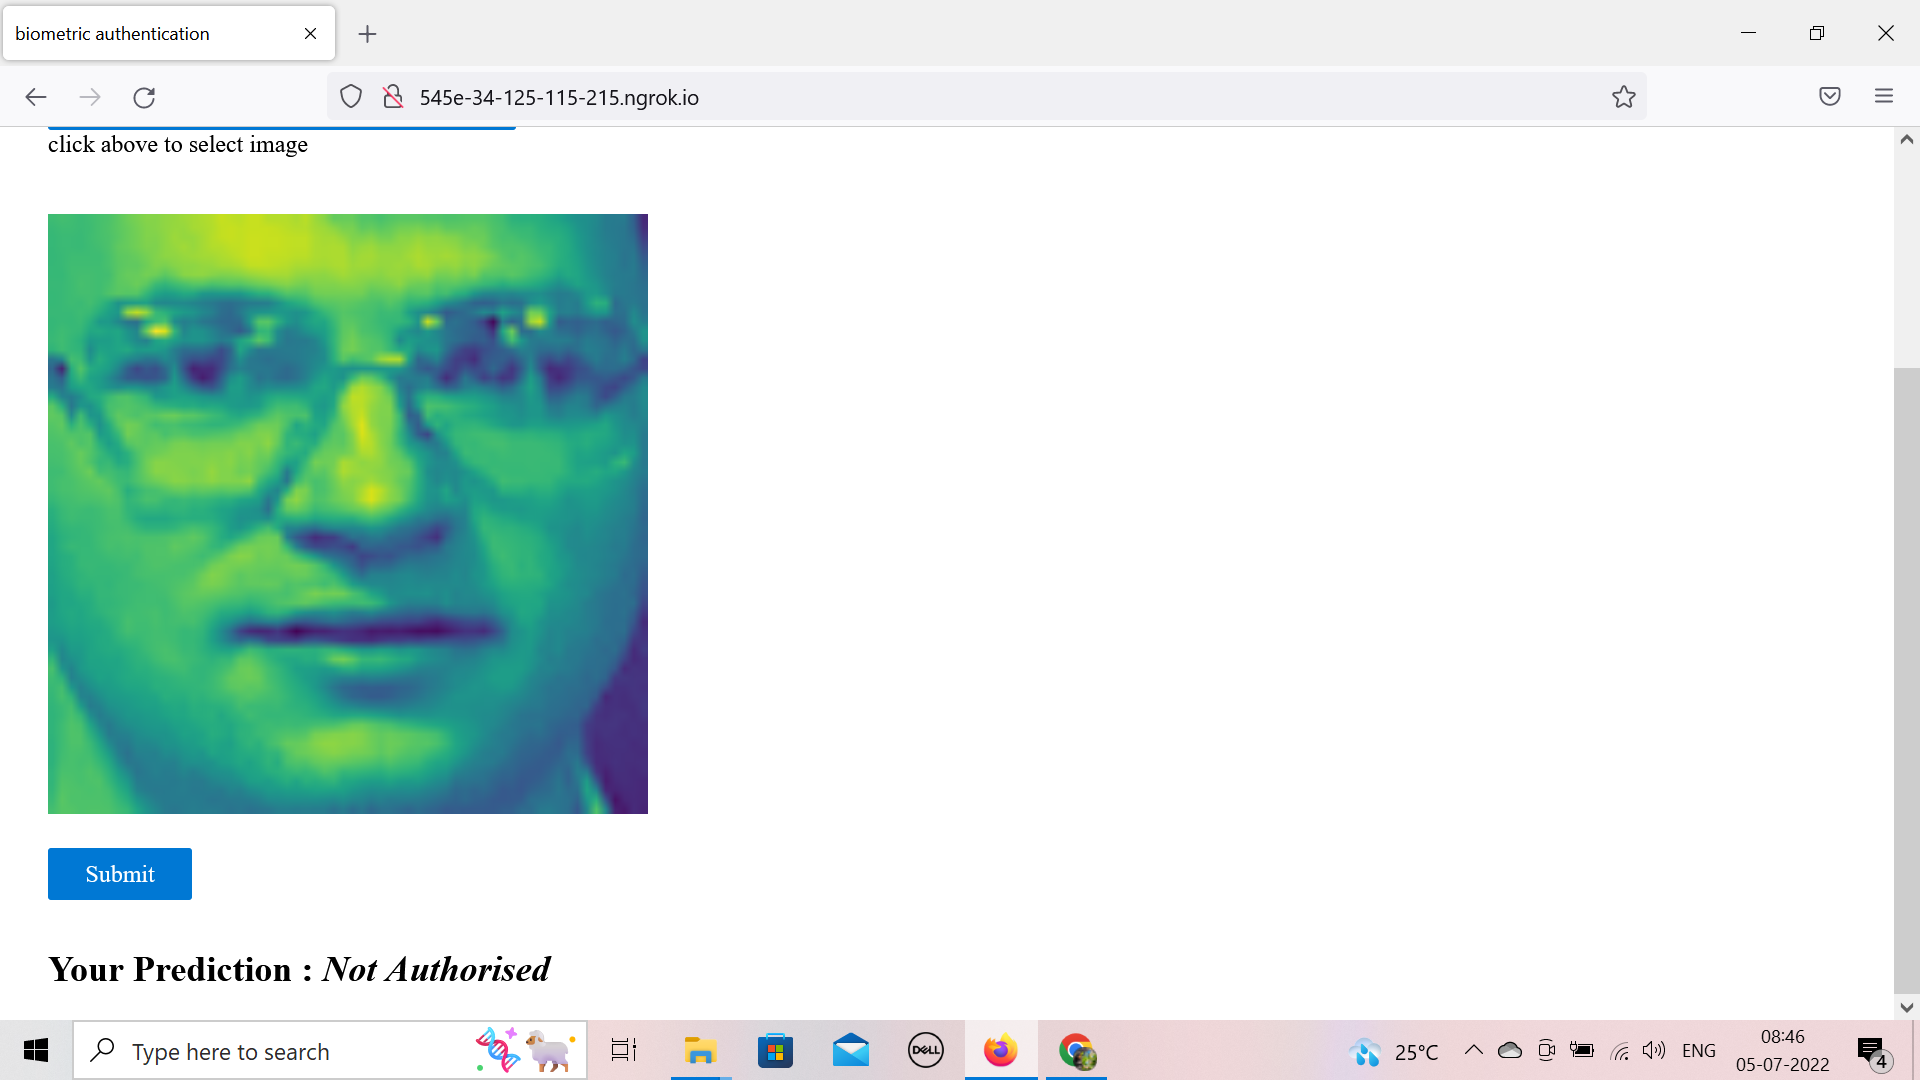 biometric authentication
545e-34-125-115-215.ngrok.io
click above to select image
Submit
Your Prediction : Not Authorised
Type here to search
DELL
25°C
ENG
08:46
05-07-2022
4